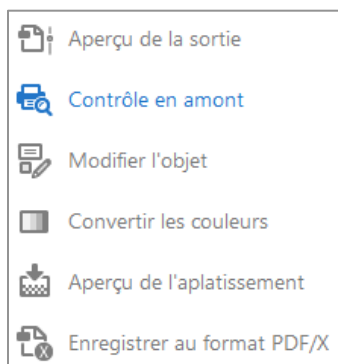 Aperçu de la sortie
Contrôle en amont
Modifier l'objet
Convertir les couleurs
Aperçu de l'aplatissement
Enregistrer au format PDF/X